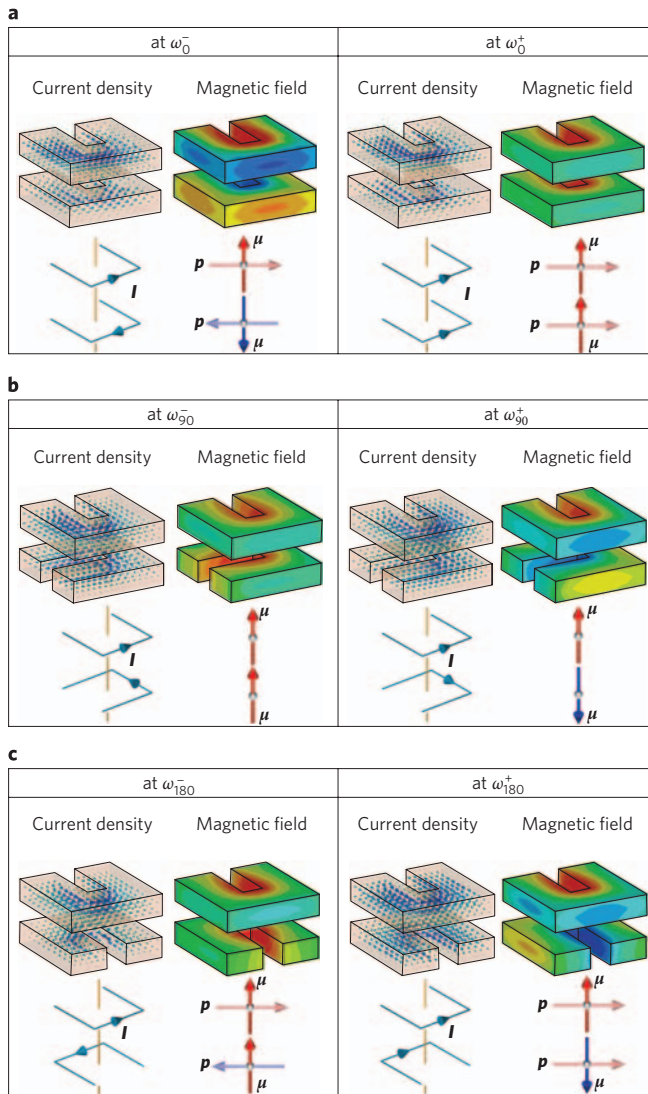 a
at ω₀⁻ at ω₀⁺
Current density Magnetic field Current density Magnetic field
μ μ
p p
I I
p p
μ μ
b
at ω₉₀⁻ at ω₉₀⁺
Current density Magnetic field Current density Magnetic field
μ μ
I I
μ μ
c
at ω₁₈₀⁻ at ω₁₈₀⁺
Current density Magnetic field Current density Magnetic field
μ μ
p p
I I
p p
μ μ